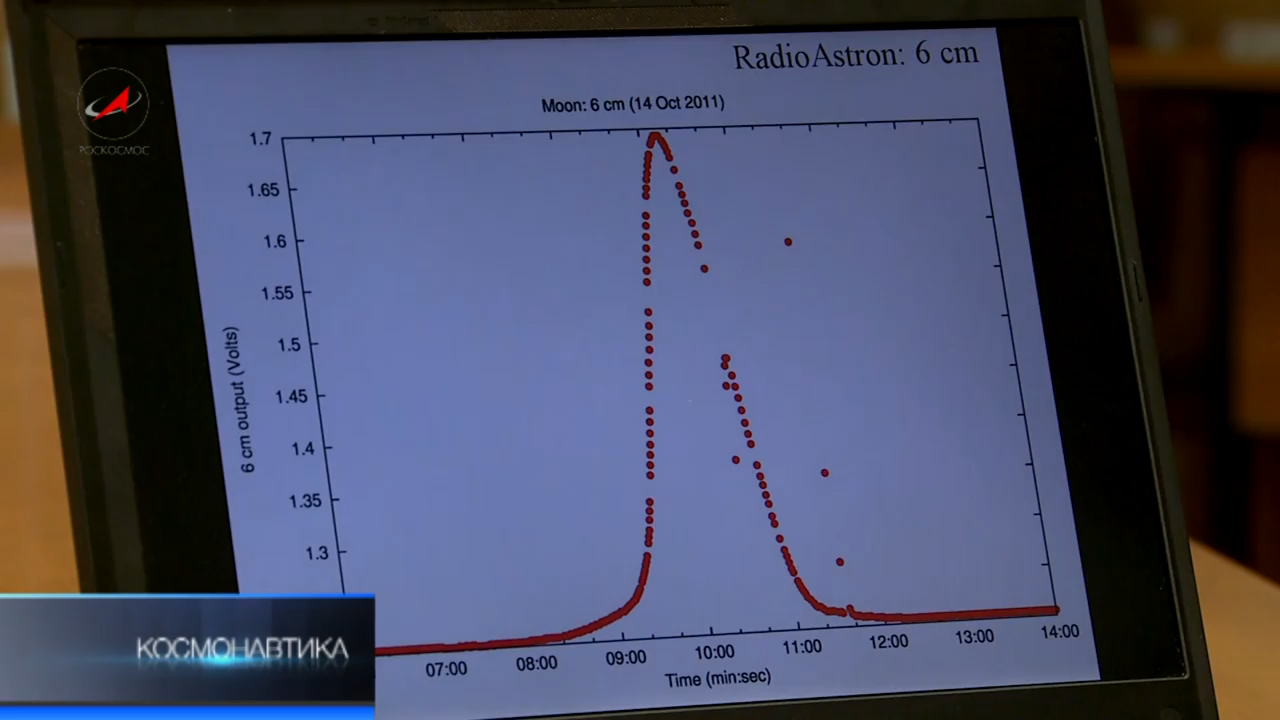 RadioAstron: 6 cm
РОСКОСМОС
Moon: 6 cm (14 Oct 2011)
1.7
1.65
1.6
1.55
1.5
1.45
1.4
1.35
1.3
6 cm output (Volts)
07:00 08:00 09:00 10:00 11:00 12:00 13:00 14:00
Time (min:sec)
КОСМОНАВТИКА